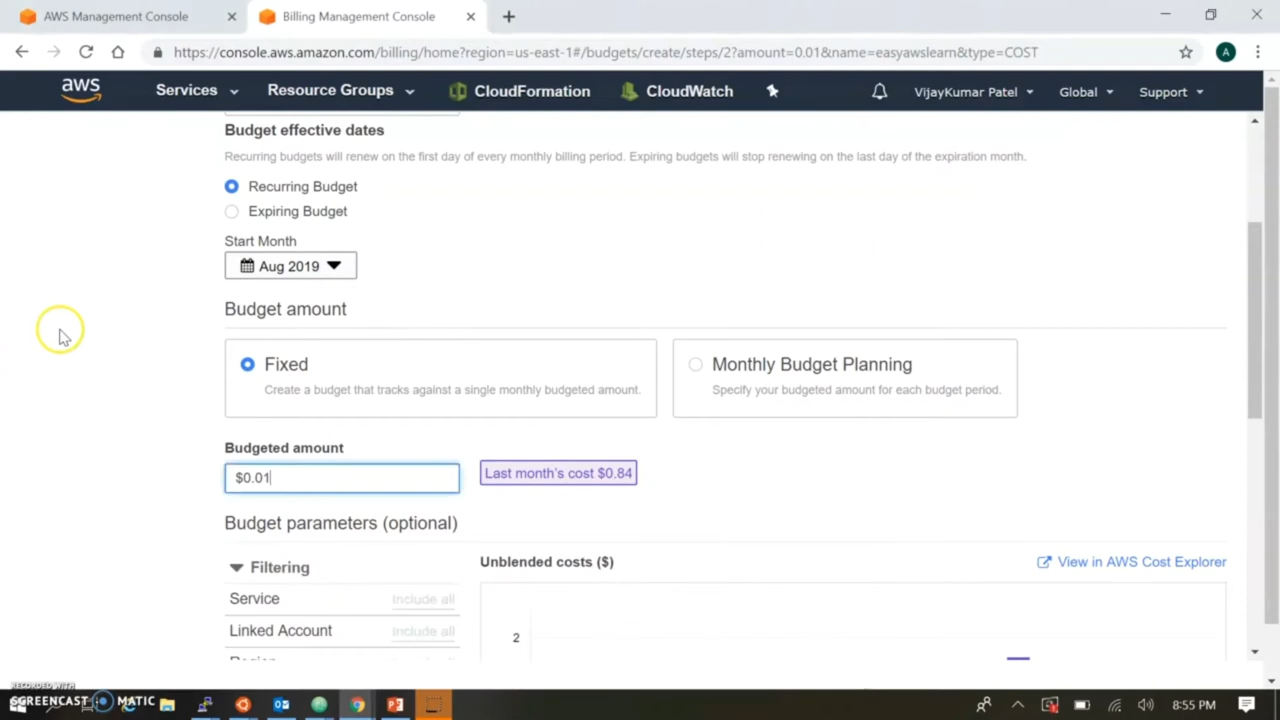 AWS Management Console
Billing Management Console
https://console.aws.amazon.com/billing/home?region=us-east-1#/budgets/create/steps/2?amount=0.01&name=easyawslearn&type=COST
A
aws Services Resource Groups CloudFormation CloudWatch VijayKumar Patel Global Support
Budget effective dates
Recurring budgets will renew on the first day of every monthly billing period. Expiring budgets will stop renewing on the last day of the expiration month.
Recurring Budget
Expiring Budget
Start Month
Aug 2019
Budget amount
Fixed
Create a budget that tracks against a single monthly budgeted amount.
Monthly Budget Planning
Specify your budgeted amount for each budget period.
Budgeted amount
$0.01
Last month's cost $0.84
Budget parameters (optional)
Filtering
Service Include all
Linked Account Include all
Region
Unblended costs ($)
View in AWS Cost Explorer
2
RECORDED WITH
SCREENCAST MATIC
8:55 PM